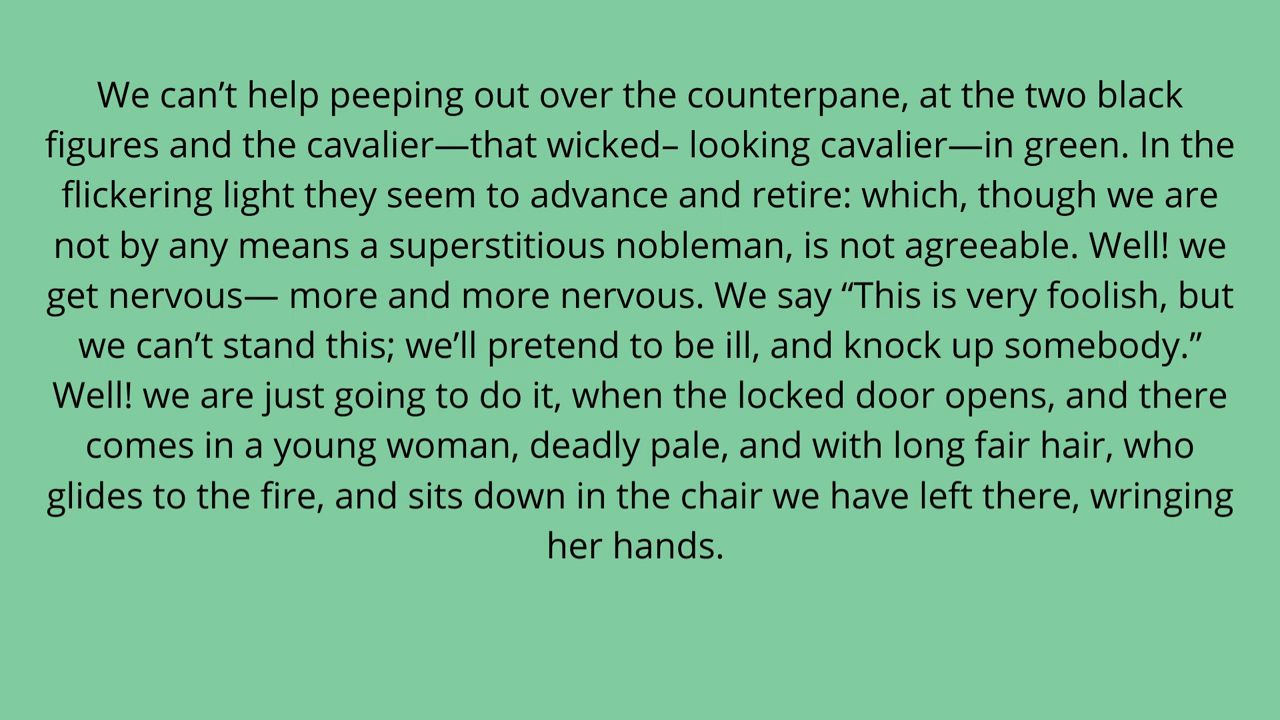 We can’t help peeping out over the counterpane, at the two black
figures and the cavalier—that wicked– looking cavalier—in green. In the
flickering light they seem to advance and retire: which, though we are
not by any means a superstitious nobleman, is not agreeable. Well! we
get nervous— more and more nervous. We say “This is very foolish, but
we can’t stand this; we’ll pretend to be ill, and knock up somebody.”
Well! we are just going to do it, when the locked door opens, and there
comes in a young woman, deadly pale, and with long fair hair, who
glides to the fire, and sits down in the chair we have left there, wringing
her hands.